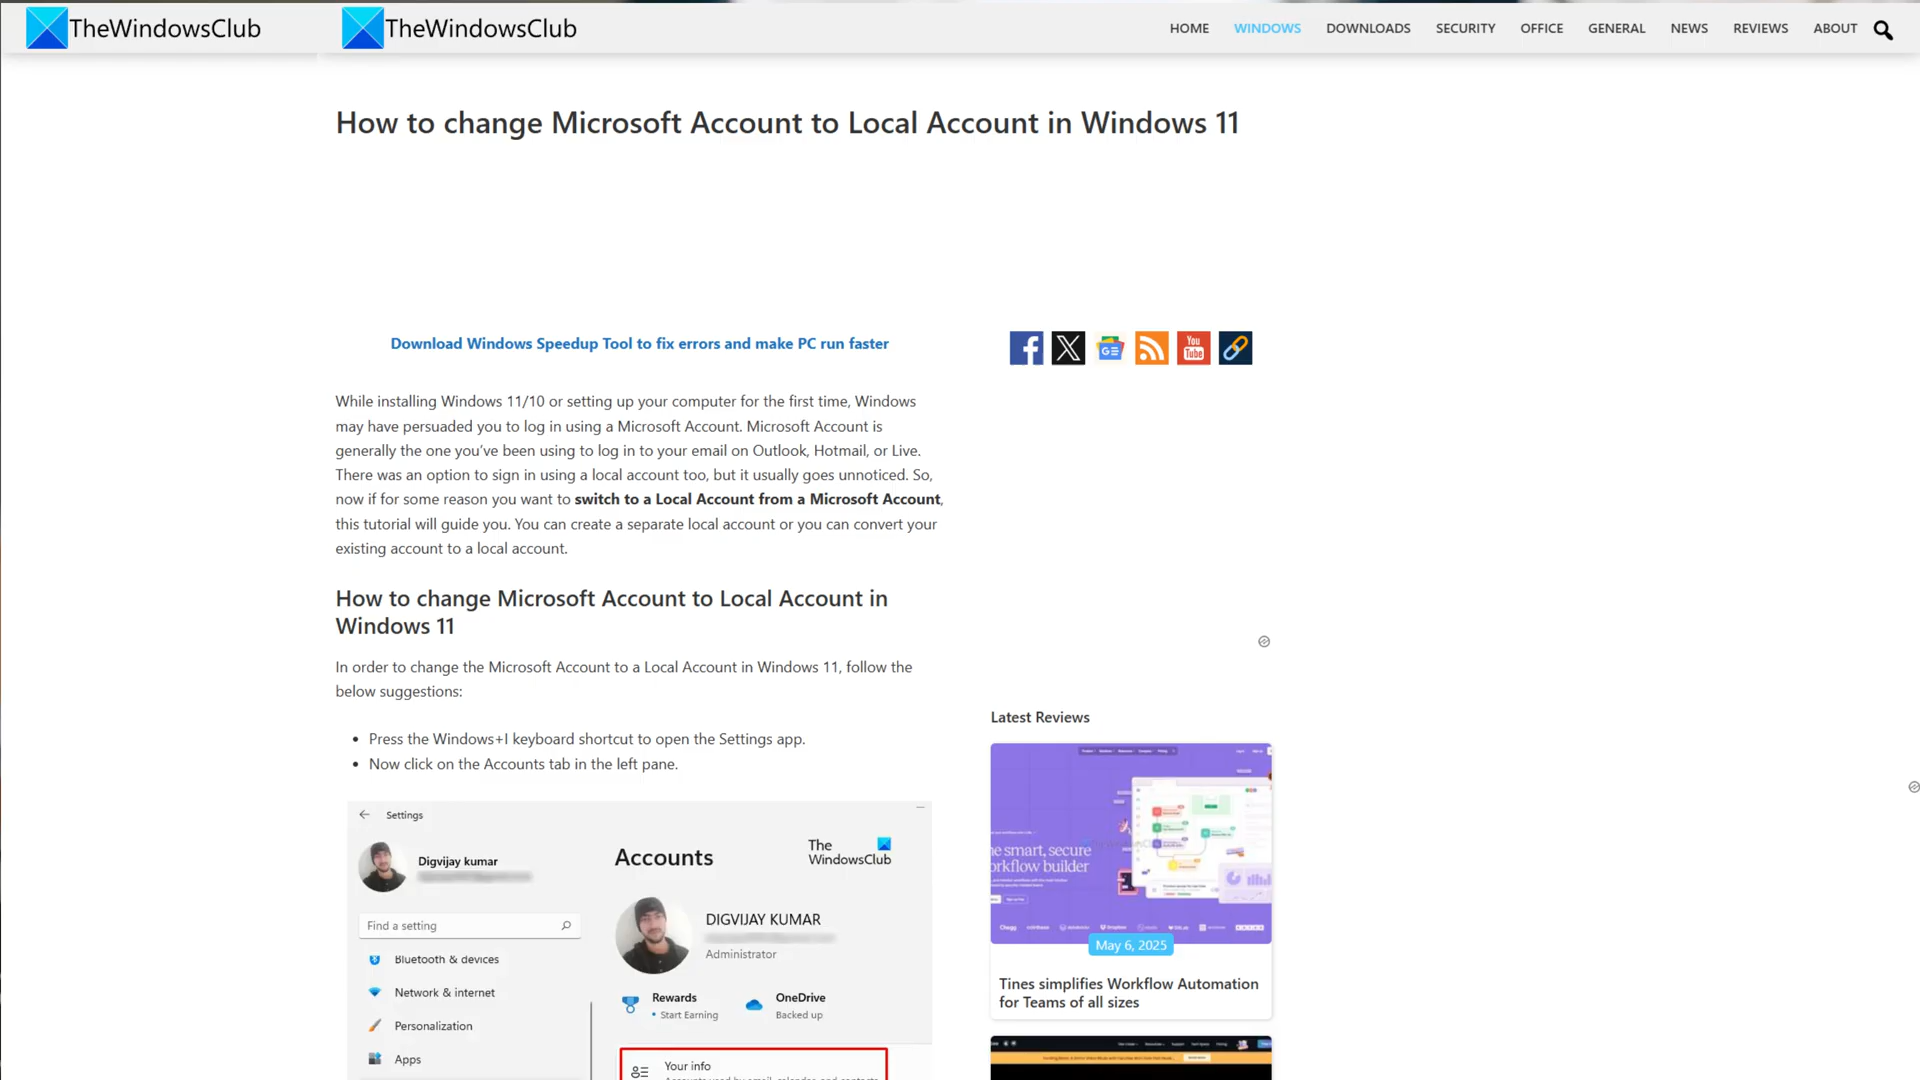 TheWindowsClub
TheWindowsClub
HOME WINDOWS DOWNLOADS SECURITY OFFICE GENERAL NEWS REVIEWS ABOUT
How to change Microsoft Account to Local Account in Windows 11
Download Windows Speedup Tool to fix errors and make PC run faster
While installing Windows 11/10 or setting up your computer for the first time, Windows
may have persuaded you to log in using a Microsoft Account. Microsoft Account is
generally the one you’ve been using to log in to your email on Outlook, Hotmail, or Live.
There was an option to sign in using a local account too, but it usually goes unnoticed. So,
now if for some reason you want to switch to a Local Account from a Microsoft Account,
this tutorial will guide you. You can create a separate local account or you can convert your
existing account to a local account.
How to change Microsoft Account to Local Account in
Windows 11
In order to change the Microsoft Account to a Local Account in Windows 11, follow the
below suggestions:
• Press the Windows+I keyboard shortcut to open the Settings app.
• Now click on the Accounts tab in the left pane.
Settings
Digvijay kumar
Find a setting
Bluetooth & devices
Network & internet
Personalization
Apps
Accounts
The
WindowsClub
DIGVIJAY KUMAR
Administrator
Rewards
• Start Earning
OneDrive
Backed up
Your info
GE
You
Tube
Latest Reviews
he smart, secure
orkflow builder
May 6, 2025
Tines simplifies Workflow Automation
for Teams of all sizes